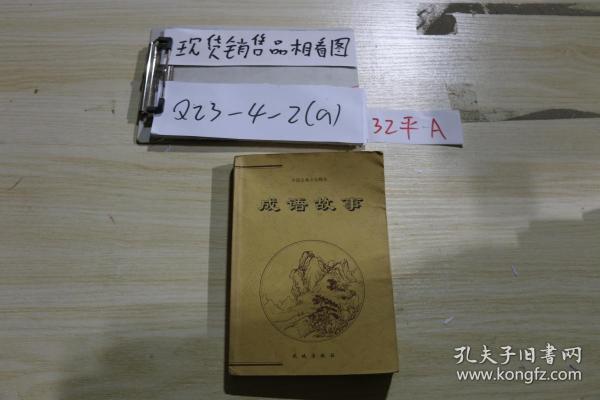 现货销售品相看图
Q23-4-2(a)
32平A
成语故事
孔夫子旧书网
www.kongfz.com